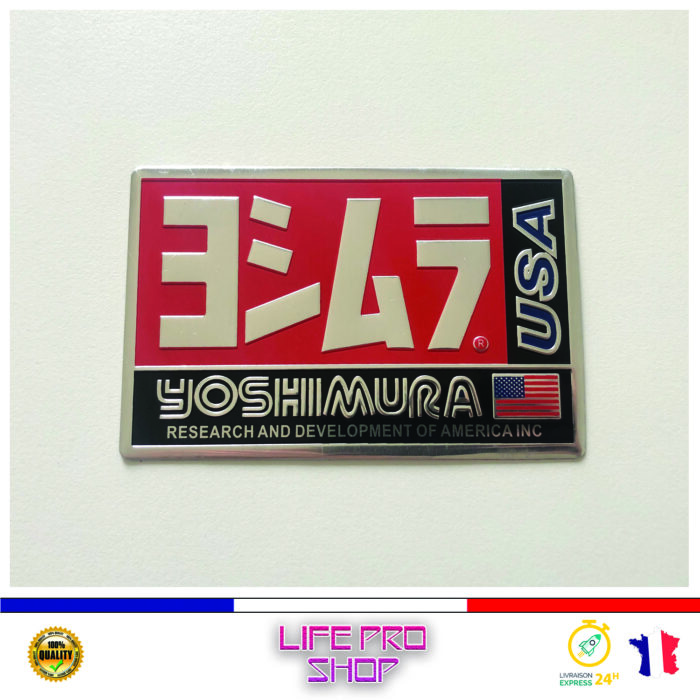 ヨシムラ
®
USA
YOSHIMURA
RESEARCH AND DEVELOPMENT OF AMERICA INC
100%
QUALITY
LIFE PRO
SHOP
LIVRAISON
EXPRESS 24H